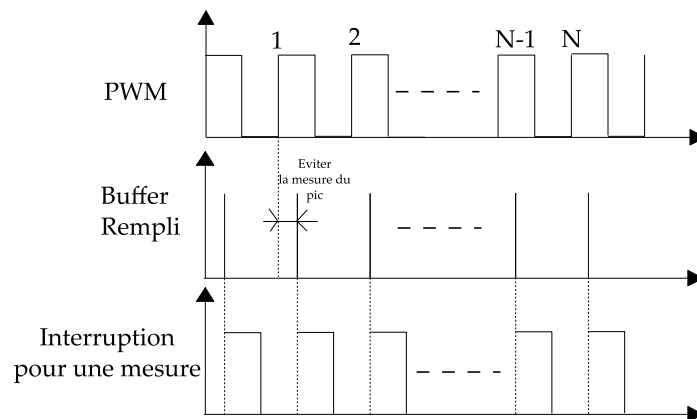 1
2
N-1
N
PWM
Eviter
la mesure du
pic
Buffer
Rempli
Interruption
pour une mesure